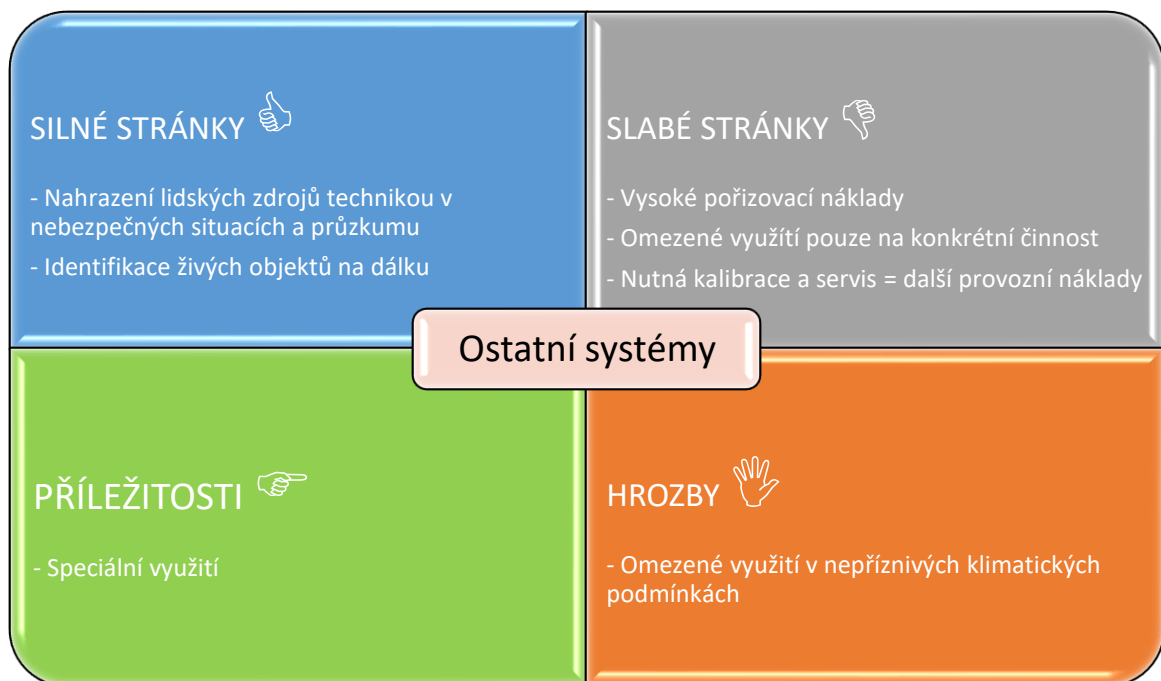 SILNÉ STRÁNKY
- Nahrazení lidských zdrojů technikou v
nebezpečných situacích a průzkumu
- Identifikace živých objektů na dálku
SLABÉ STRÁNKY
- Vysoké pořizovací náklady
- Omezené využítí pouze na konkrétní činnost
- Nutná kalibrace a servis = další provozní náklady
Ostatní systémy
PŘÍLEŽITOSTI
- Speciální využití
HROZBY
- Omezené využití v nepříznivých klimatických
podmínkách